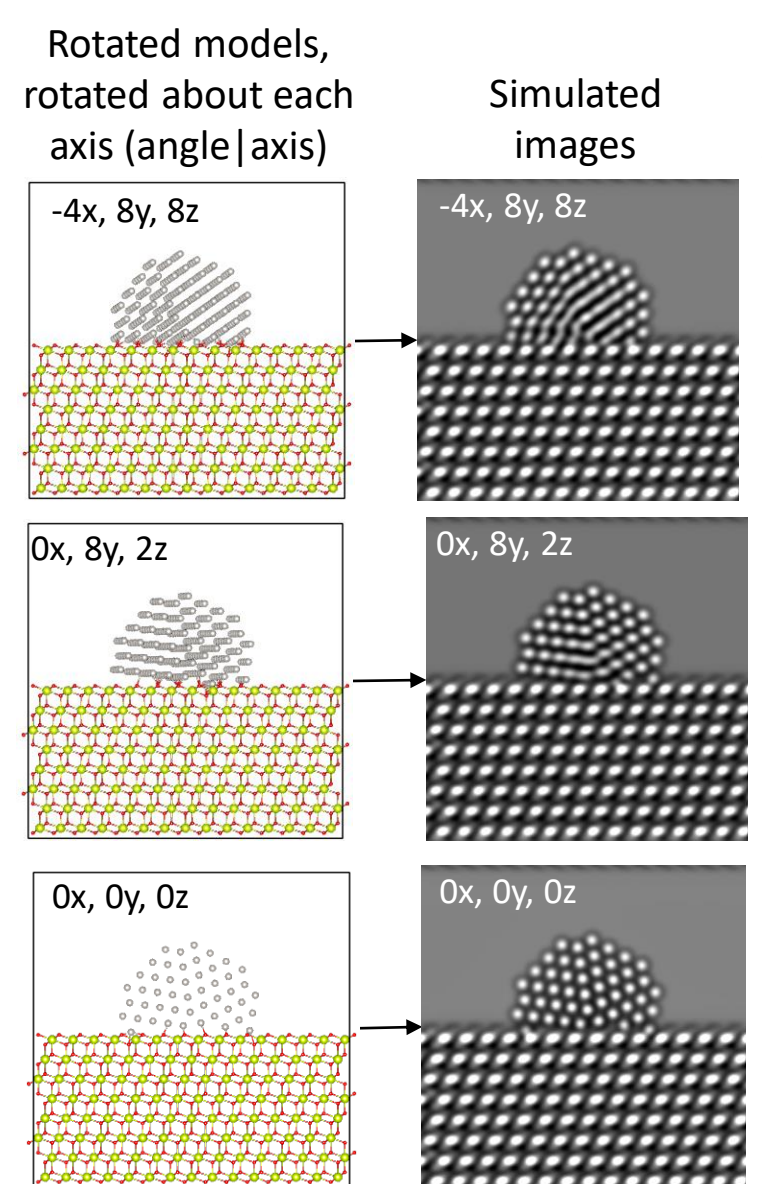 Rotated models,
rotated about each
axis (angle|axis)
Simulated
images
-4x, 8y, 8z
-4x, 8y, 8z
0x, 8y, 2z
0x, 8y, 2z
0x, 0y, 0z
0x, 0y, 0z